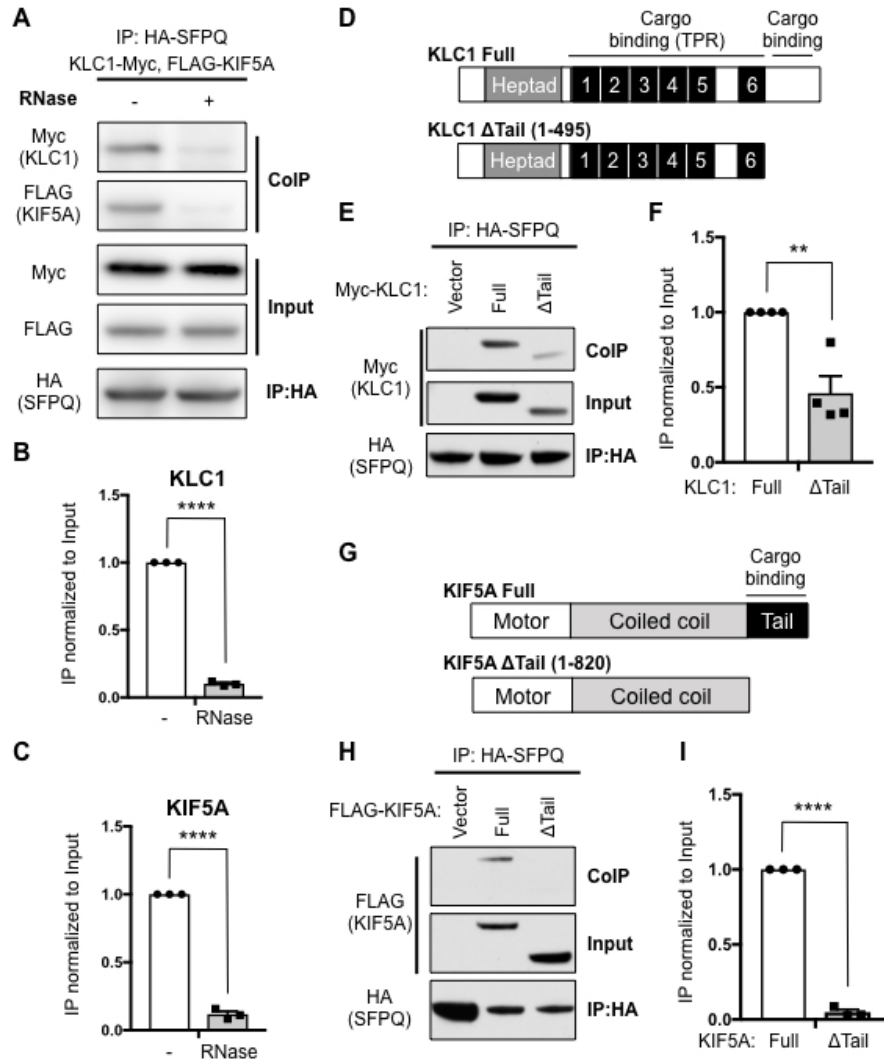 A
IP: HA-SFPQ
KLC1-Myc, FLAG-KIF5A
RNase - +
Myc
(KLC1)
FLAG
(KIF5A)
CoIP
Myc
FLAG
Input
HA
(SFPQ)
IP:HA
B
KLC1
****
IP normalized to Input
1.5
1.0
0.5
0.0
- RNase
C
KIF5A
****
IP normalized to Input
1.5
1.0
0.5
0.0
- RNase
D
Cargo
binding (TPR)
Cargo
binding
KLC1 Full
Heptad 1 2 3 4 5 6
KLC1 ΔTail (1-495)
Heptad 1 2 3 4 5 6
E
IP: HA-SFPQ
Myc-KLC1: Vector Full ΔTail
Myc
(KLC1)
CoIP
Input
HA
(SFPQ)
IP:HA
F
**
IP normalized to Input
1.5
1.0
0.5
0.0
KLC1: Full ΔTail
G
Cargo
binding
KIF5A Full
Motor Coiled coil Tail
KIF5A ΔTail (1-820)
Motor Coiled coil
H
IP: HA-SFPQ
FLAG-KIF5A: Vector Full ΔTail
FLAG
(KIF5A)
CoIP
Input
HA
(SFPQ)
IP:HA
I
****
IP normalized to Input
1.5
1.0
0.5
0.0
KIF5A: Full ΔTail